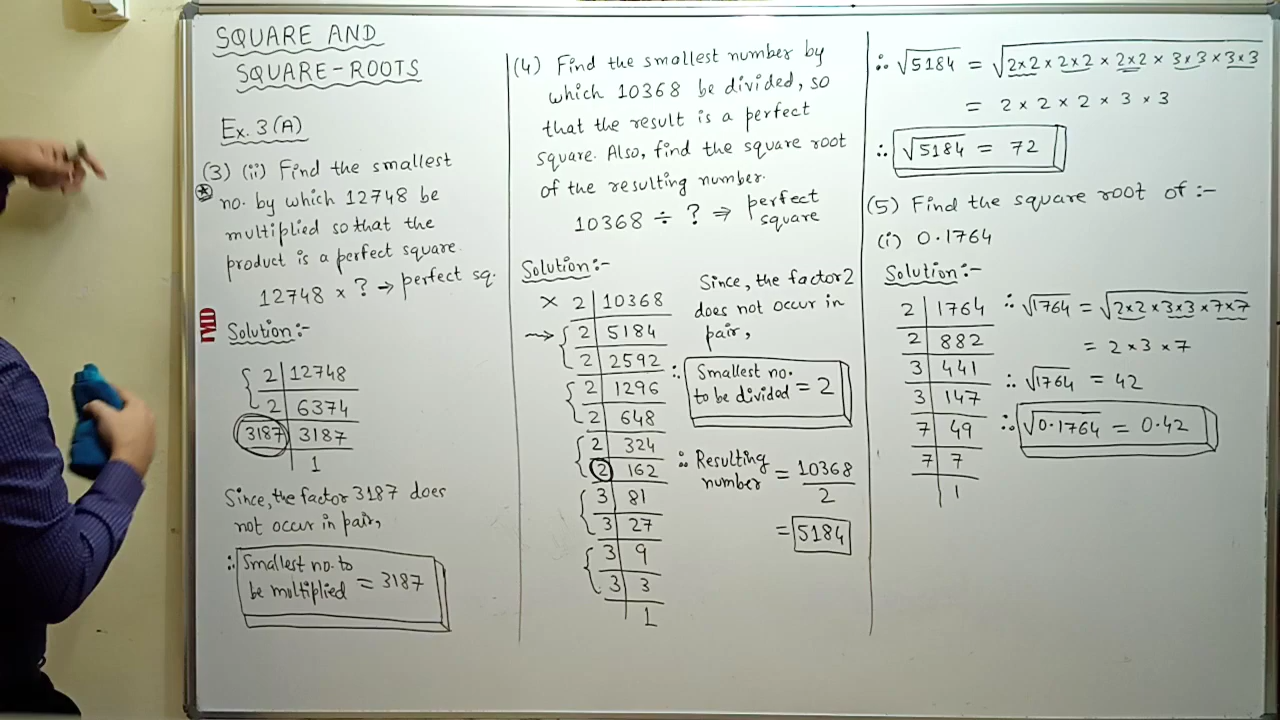 SQUARE AND
SQUARE-ROOTS
Ex. 3(A)
(3) (ii) Find the smallest
no. by which 12748 be
multiplied so that the
product is a perfect square.
12748 × ? → perfect sq.
Solution:-
2 | 12748
2 | 6374
3187 | 3187
1
Since, the factor 3187 does
not occur in pair,
∴ Smallest no. to
be multiplied = 3187
(4) Find the smallest number by
which 10368 be divided, so
that the result is a perfect
square. Also, find the square root
of the resulting number.
10368 ÷ ? ⇒ perfect
square
Solution:-
× 2 | 10368
→ 2 | 5184
2 | 2592
2 | 1296
2 | 648
2 | 324
2 | 162
3 | 81
3 | 27
3 | 9
3 | 3
1
Since, the factor 2
does not occur in
pair,
∴ Smallest no.
to be divided = 2
∴ Resulting
number = 10368
2
= 5184
∴ √5184 = √2×2 × 2×2 × 2×2 × 3×3 × 3×3
= 2 × 2 × 2 × 3 × 3
∴ √5184 = 72
(5) Find the square root of :-
(i) 0.1764
Solution:-
2 | 1764
2 | 882
3 | 441
3 | 147
7 | 49
7 | 7
1
∴ √1764 = √2×2 × 3×3 × 7×7
= 2×3×7
∴ √1764 = 42
∴ √0.1764 = 0.42